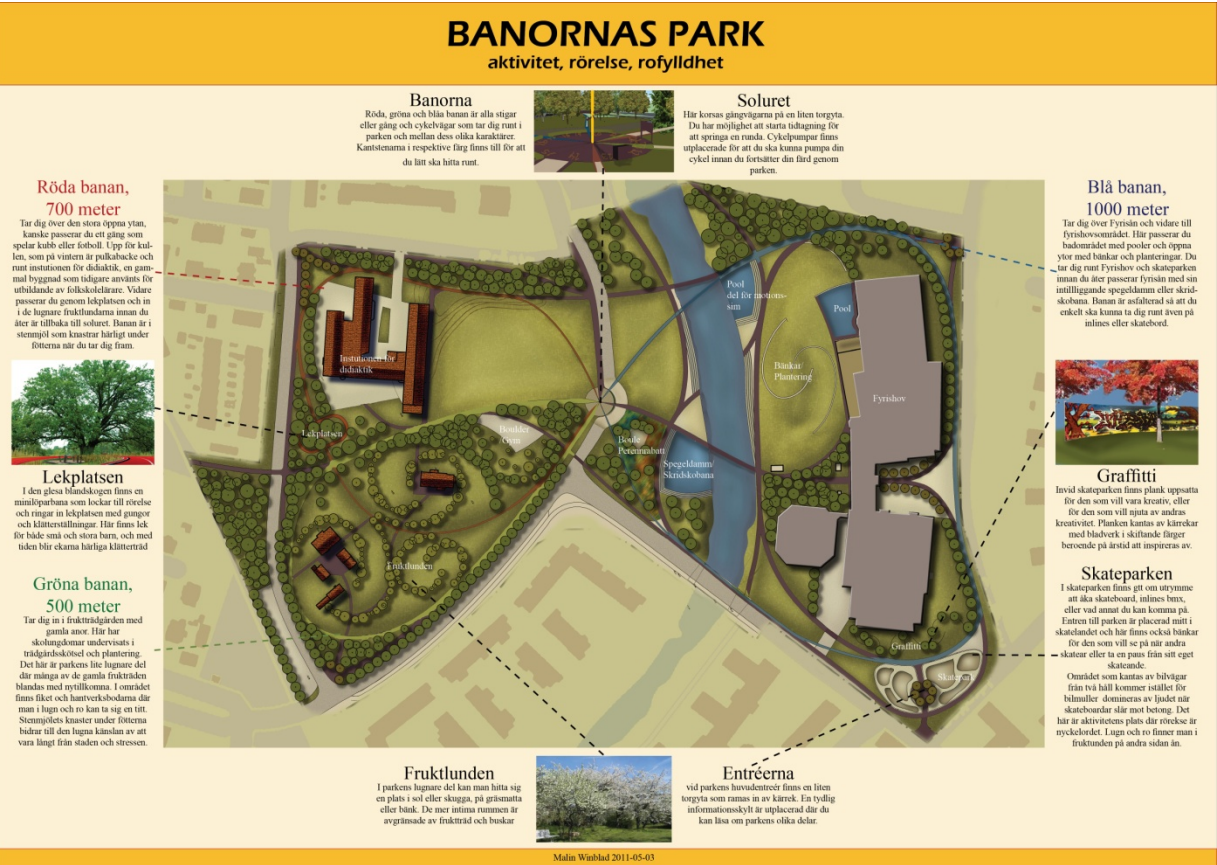 BANORNAS PARK
aktivitet, rörelse, rofylldhet
Banorna
Röda, gröna och blåa banan är alla stigar
eller gång och cykelvägar som tar dig runt i
parken och mellan dess olika karaktärer.
Kantstenarna i respektive färg finns till för att
du lätt ska hitta runt.
Soluret
Här korsas gångvägarna på en liten torgyta.
Du har möjlighet att starta tidtagning för
att springa en runda. Cykelpumpar finns
utplacerade för att du ska kunna pumpa din
cykel innan du fortsätter din färd genom
parken.
Röda banan,
700 meter
Tar dig över den stora öppna ytan,
kanske passerar du ett gäng som
spelar kubb eller fotboll. Upp för kul-
len, som på vintern är pulkabacke och
runt instutionen för didiaktik, en gam-
mal byggnad som tidigare använts för
utbildande av folkskolelärare. Vidare
passerar du genom lekplatsen och in
i de lugnare fruktlundarna innan du
åter är tillbaka till soluret. Banan är i
stenmjöl som knastrar härligt under
fötterna när du tar dig fram.
Lekplatsen
I den glesa blandskogen finns en
minilöparbana som lockar till rörelse
och ringar in lekplatsen med gungor
och klätterställningar. Här finns lek
för både små och stora barn, och med
tiden blir ekarna härliga klätterträd
Gröna banan,
500 meter
Tar dig in i fruktträdgården med
gamla anor. Här har
skolungdomar undervisats i
trädgårdsskötsel och plantering.
Det här är parkens lite lugnare del
där många av de gamla fruktträden
blandas med nytillkomna. I området
finns fiket och hantverksbodarna där
man i lugn och ro kan ta sig en titt.
Stenmjölets knaster under fötterna
bidrar till den lugna känslan av att
vara långt från staden och stressen.
Instutionen för
didiaktik
Lekplatsen
Boulder
Gym
Fruktlunden
Boule
Perennrabatt
Spegeldamm
Skridskobana
Pool
del för motions-
sim
Pool
Bänkar
Plantering
Fyrishov
Graffitti
Skatepark
Blå banan,
1000 meter
Tar dig över Fyrisån och vidare till
fyrishovsområdet. Här passerar du
badområdet med pooler och öppna
ytor med bänkar och planteringar. Du
tar dig runt Fyrishov och skateparken
innan du åter passerar fyrisån med sin
intillliggande spegeldamm eller skrid-
skobana. Banan är asfalterad så att du
enkelt ska kunna ta dig runt även på
inlines eller skatebord.
Graffitti
Invid skateparken finns plank uppsatta
för den som vill vara kreativ, eller
för den som vill njuta av andras
kreativitet. Planken kantas av kärrekar
med bladverk i skiftande färger
beroende på årstid att inspireras av.
Skateparken
I skateparken finns gtt om utrymme
att åka skateboard, inlines bmx,
eller vad annat du kan komma på.
Entren till parken är placerad mitt i
skatelandet och här finns också bänkar
för den som vill se på när andra
skatear eller ta en paus från sitt eget
skateande.
Området som kantas av bilvägar
från två håll kommer istället för
bilmuller domineras av ljudet när
skateboardar slår mot betong. Det
här är aktivitetens plats där rörekse är
nyckelordet. Lugn och ro finner man i
fruktunden på andra sidan ån.
Fruktlunden
I parkens lugnare del kan man hitta sig
en plats i sol eller skugga, på gräsmatta
eller bänk. De mer intima rummen är
avgränsade av fruktträd och buskar
Entréerna
vid parkens huvudentreér finns en liten
torgyta som ramas in av kärrek. En tydlig
informationsskylt är utplacerad där du
kan läsa om parkens olika delar.
Malin Winblad 2011-05-03